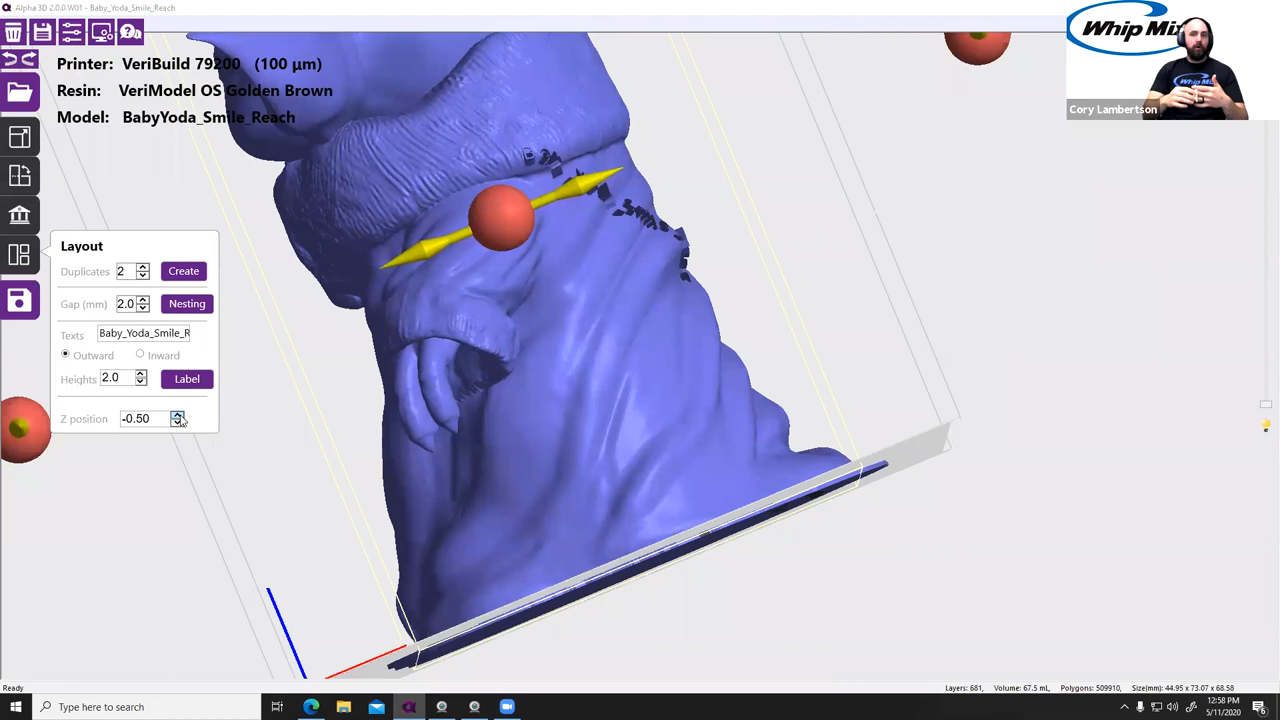 Alpha 3D 2.0.0.W01 - Baby_Yoda_Smile_Reach
Whip Mix
Printer: VeriBuild 79200 (100 µm)
Resin: VeriModel OS Golden Brown
Model: BabyYoda_Smile_Reach
Cory Lambertson
Layout
Duplicates 2 Create
Gap (mm) 2.0 Nesting
Texts Baby_Yoda_Smile_R
Outward Inward
Heights 2.0 Label
Z position -0.50
Ready
Layers: 681, Volume: 67.5 mL, Polygons: 509910, Size(mm): 44.95 x 73.07 x 68.58
Type here to search
12:58 PM
5/11/2020